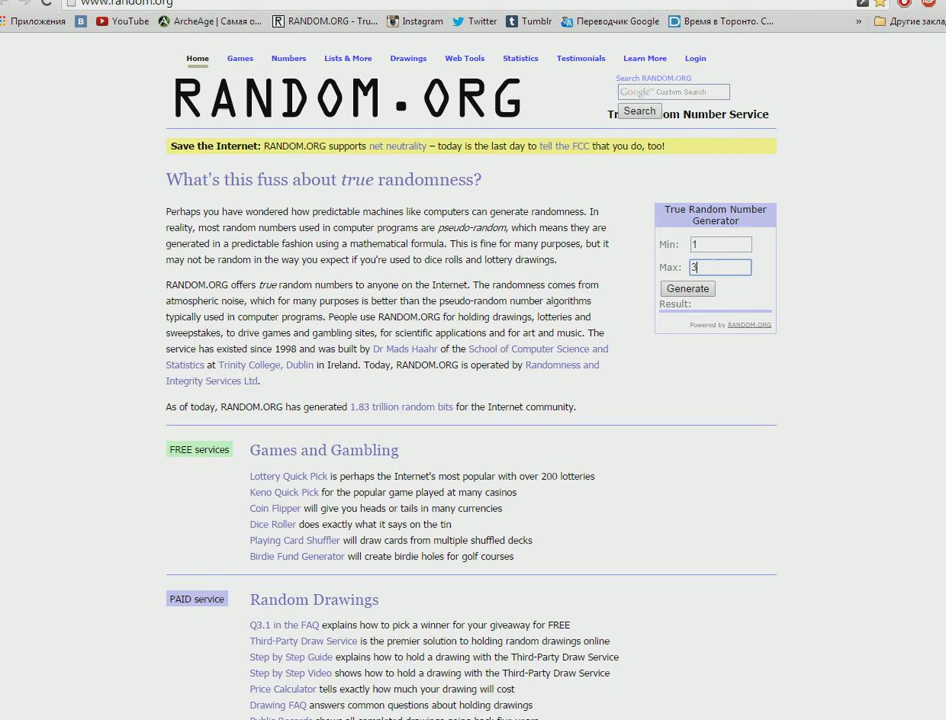 www.random.org
Приложения YouTube ArcheAge | Самая о... RANDOM.ORG - Tru... Instagram Twitter Tumblr Переводчик Google Время в Торонто. С... » Другие закла
Home Games Numbers Lists & More Drawings Web Tools Statistics Testimonials Learn More Login
Search RANDOM.ORG
Google™ Custom Search
RANDOM.ORG
Search
Tr om Number Service
Save the Internet: RANDOM.ORG supports net neutrality – today is the last day to tell the FCC that you do, too!
What's this fuss about true randomness?
Perhaps you have wondered how predictable machines like computers can generate randomness. In
reality, most random numbers used in computer programs are pseudo-random, which means they are
generated in a predictable fashion using a mathematical formula. This is fine for many purposes, but it
may not be random in the way you expect if you're used to dice rolls and lottery drawings.
RANDOM.ORG offers true random numbers to anyone on the Internet. The randomness comes from
atmospheric noise, which for many purposes is better than the pseudo-random number algorithms
typically used in computer programs. People use RANDOM.ORG for holding drawings, lotteries and
sweepstakes, to drive games and gambling sites, for scientific applications and for art and music. The
service has existed since 1998 and was built by Dr Mads Haahr of the School of Computer Science and
Statistics at Trinity College, Dublin in Ireland. Today, RANDOM.ORG is operated by Randomness and
Integrity Services Ltd.
As of today, RANDOM.ORG has generated 1.83 trillion random bits for the Internet community.
True Random Number
Generator
Min: 1
Max: 3
Generate
Result:
Powered by RANDOM.ORG
FREE services
Games and Gambling
Lottery Quick Pick is perhaps the Internet's most popular with over 200 lotteries
Keno Quick Pick for the popular game played at many casinos
Coin Flipper will give you heads or tails in many currencies
Dice Roller does exactly what it says on the tin
Playing Card Shuffler will draw cards from multiple shuffled decks
Birdie Fund Generator will create birdie holes for golf courses
PAID service
Random Drawings
Q3.1 in the FAQ explains how to pick a winner for your giveaway for FREE
Third-Party Draw Service is the premier solution to holding random drawings online
Step by Step Guide explains how to hold a drawing with the Third-Party Draw Service
Step by Step Video shows how to hold a drawing with the Third-Party Draw Service
Price Calculator tells exactly how much your drawing will cost
Drawing FAQ answers common questions about holding drawings
Public Records shows all completed drawings going back five years